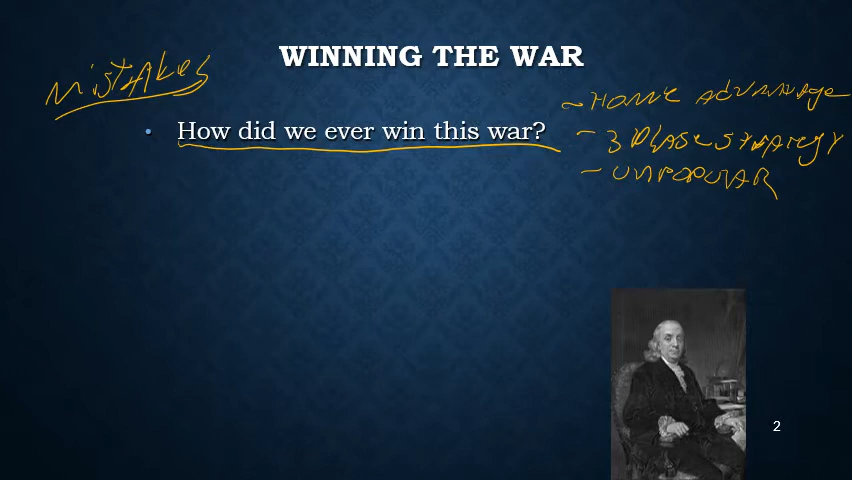 WINNING THE WAR
MISTAKES
• How did we ever win this war?
- HOME ADVANTAGE
- 3 PHASE STRATEGY
- UNPOPULAR
2